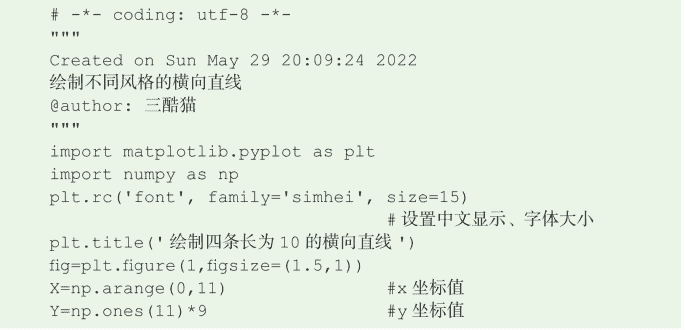 # -*- coding: utf-8 -*-
"""
Created on Sun May 29 20:09:24 2022
绘制不同风格的横向直线
@author: 三酷猫
"""
import matplotlib.pyplot as plt
import numpy as np
plt.rc('font', family='simhei', size=15)
#设置中文显示、字体大小
plt.title('绘制四条长为10的横向直线')
fig=plt.figure(1,figsize=(1.5,1))
X=np.arange(0,11) #x坐标值
Y=np.ones(11)*9 #y坐标值